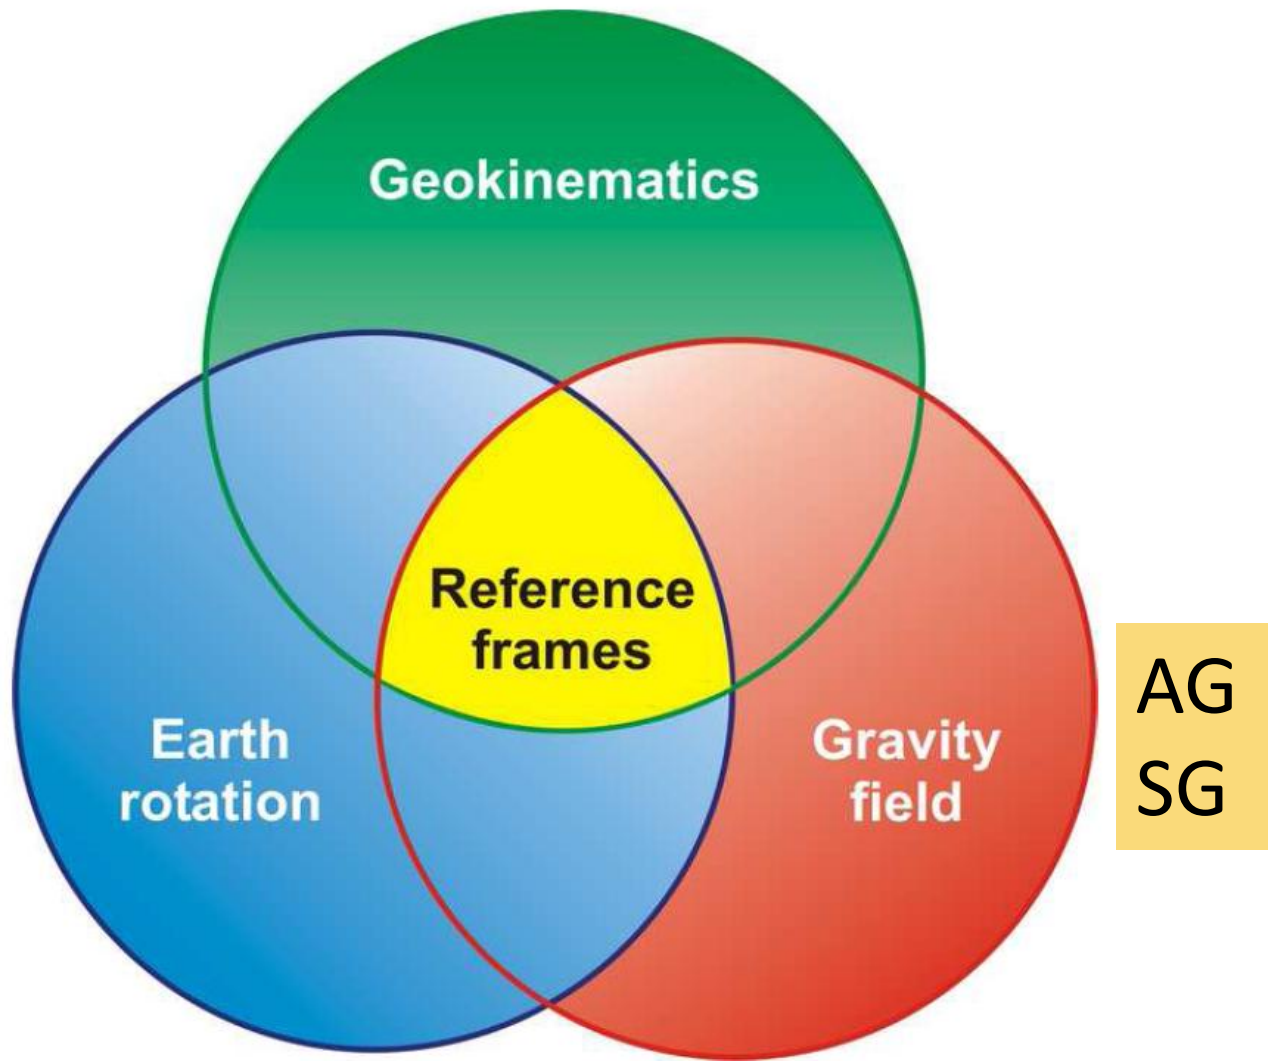 Geokinematics
Reference
frames
Earth
rotation
Gravity
field
AG
SG